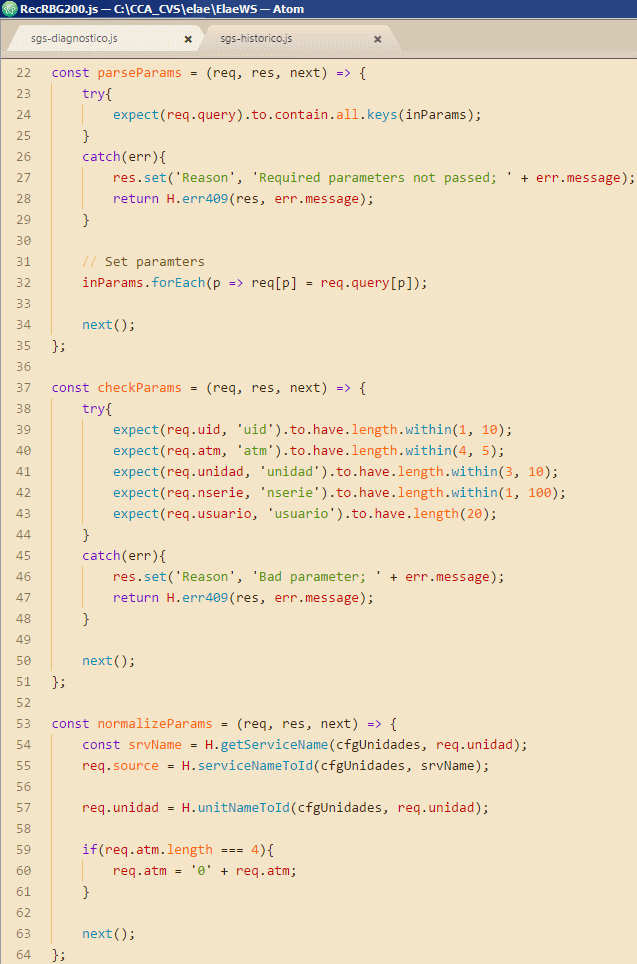 RecRBG200.js — C:\CCA_CVS\elae\ElaeWS — Atom
sgs-diagnostico.js × sgs-historico.js ×
22 const parseParams = (req, res, next) => {
23 try{
24 expect(req.query).to.contain.all.keys(inParams);
25 }
26 catch(err){
27 res.set('Reason', 'Required parameters not passed; ' + err.message);
28 return H.err409(res, err.message);
29 }
30
31 // Set paramters
32 inParams.forEach(p => req[p] = req.query[p]);
33
34 next();
35 };
36
37 const checkParams = (req, res, next) => {
38 try{
39 expect(req.uid, 'uid').to.have.length.within(1, 10);
40 expect(req.atm, 'atm').to.have.length.within(4, 5);
41 expect(req.unidad, 'unidad').to.have.length.within(3, 10);
42 expect(req.nserie, 'nserie').to.have.length.within(1, 100);
43 expect(req.usuario, 'usuario').to.have.length(20);
44 }
45 catch(err){
46 res.set('Reason', 'Bad parameter; ' + err.message);
47 return H.err409(res, err.message);
48 }
49
50 next();
51 };
52
53 const normalizeParams = (req, res, next) => {
54 const srvName = H.getServiceName(cfgUnidades, req.unidad);
55 req.source = H.serviceNameToId(cfgUnidades, srvName);
56
57 req.unidad = H.unitNameToId(cfgUnidades, req.unidad);
58
59 if(req.atm.length === 4){
60 req.atm = '0' + req.atm;
61 }
62
63 next();
64 };